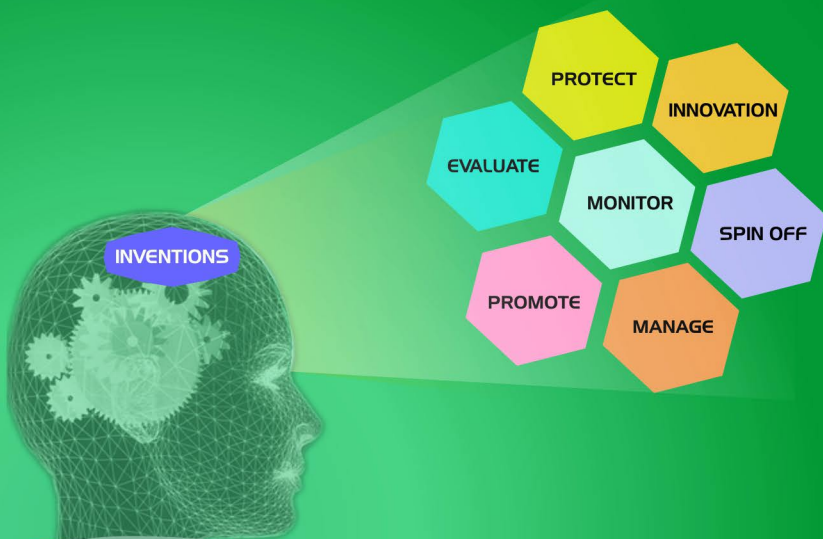 PROTECT
INNOVATION
EVALUATE
MONITOR
SPIN OFF
INVENTIONS
PROMOTE
MANAGE